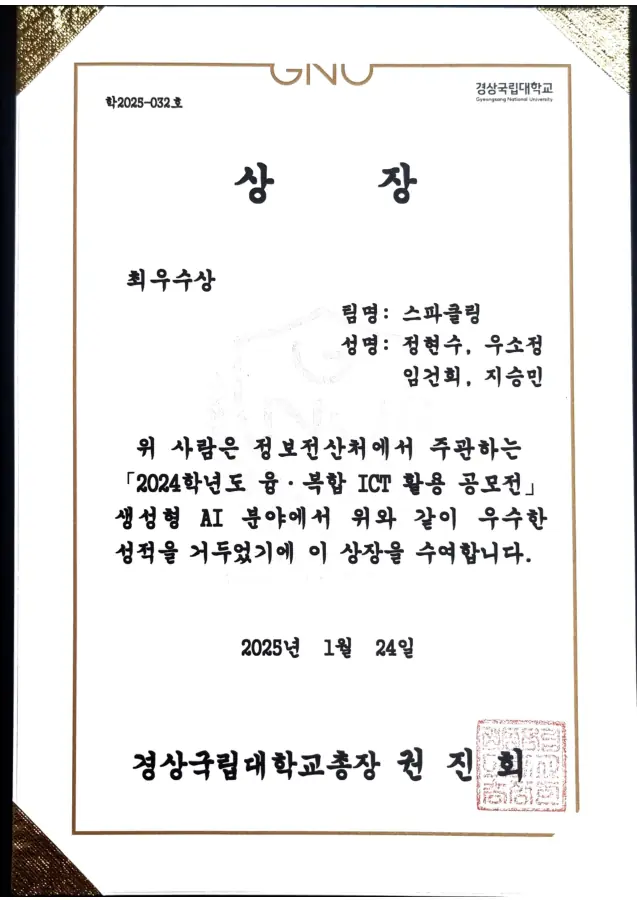 GNU
학2025-032호
경상국립대학교
Gyeongsang National University
상 장
최우수상
팀명: 스파클링
성명: 정현수, 우소정
임건희, 지승민
위 사람은 정보전산처에서 주관하는
「2024학년도 융·복합 ICT 활용 공모전」
생성형 AI 분야에서 위와 같이 우수한
성적을 거두었기에 이 상장을 수여합니다.
2025년 1월 24일
경상국립대학교총장 권 진 회